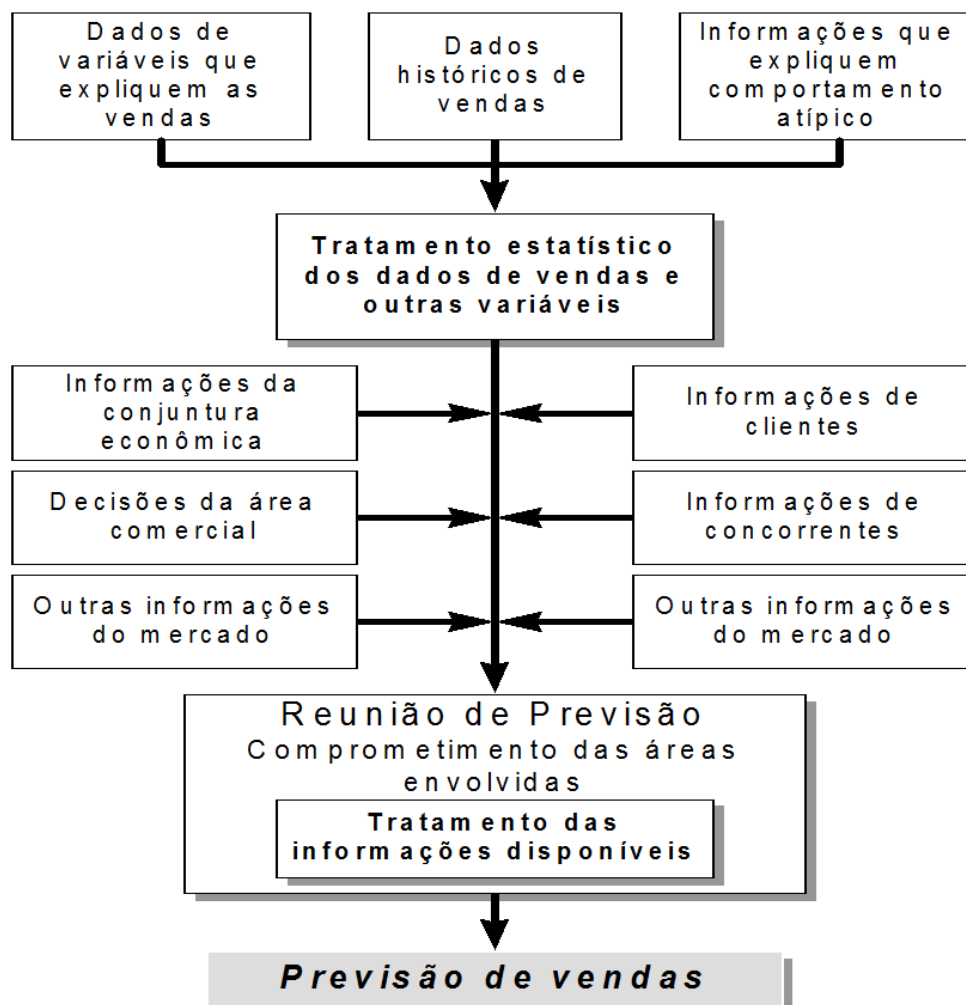 Dados de
variáveis que
expliquem as
vendas
Dados
históricos de
vendas
Informações que
expliquem
comportamento
atípico
Tratamento estatístico
dos dados de vendas e
outras variáveis
Informações da
conjuntura
econômica
Informações de
clientes
Decisões da área
comercial
Informações de
concorrentes
Outras informações
do mercado
Outras informações
do mercado
Reunião de Previsão
Comprometimento das áreas
envolvidas
Tratamento das
informações disponíveis
Previsão de vendas